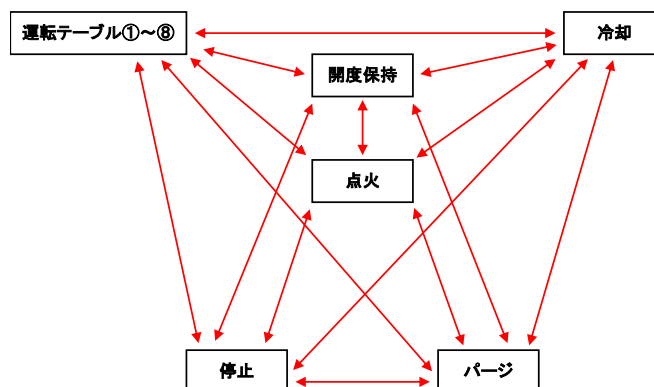 運転テーブル①～⑧
冷却
開度保持
点火
停止
パージ